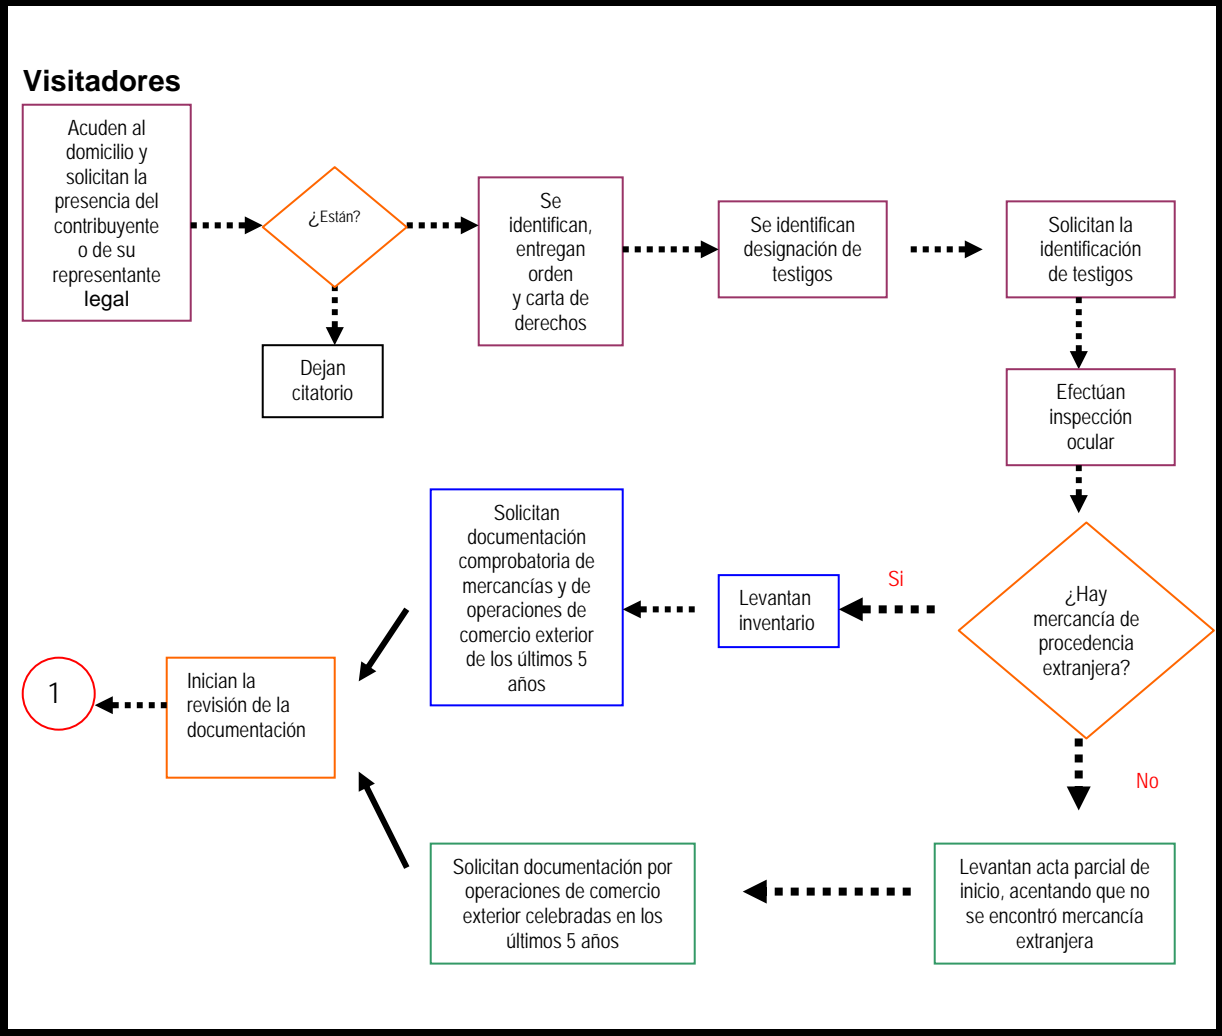 Visitadores
Acuden al
domicilio y
solicitan la
presencia del
contribuyente
o de su
representante
legal
¿Están?
Dejan
citatorio
Se
identifican,
entregan
orden
y carta de
derechos
Se identifican
designación de
testigos
Solicitan la
identificación
de testigos
Efectúan
inspección
ocular
¿Hay
mercancía de
procedencia
extranjera?
Si
Levantan
inventario
Solicitan
documentación
comprobatoria de
mercancías y de
operaciones de
comercio exterior
de los últimos 5
años
No
Levantan acta parcial de
inicio, acentando que no
se encontró mercancía
extranjera
Solicitan documentación por
operaciones de comercio
exterior celebradas en los
últimos 5 años
Inician la
revisión de la
documentación
1